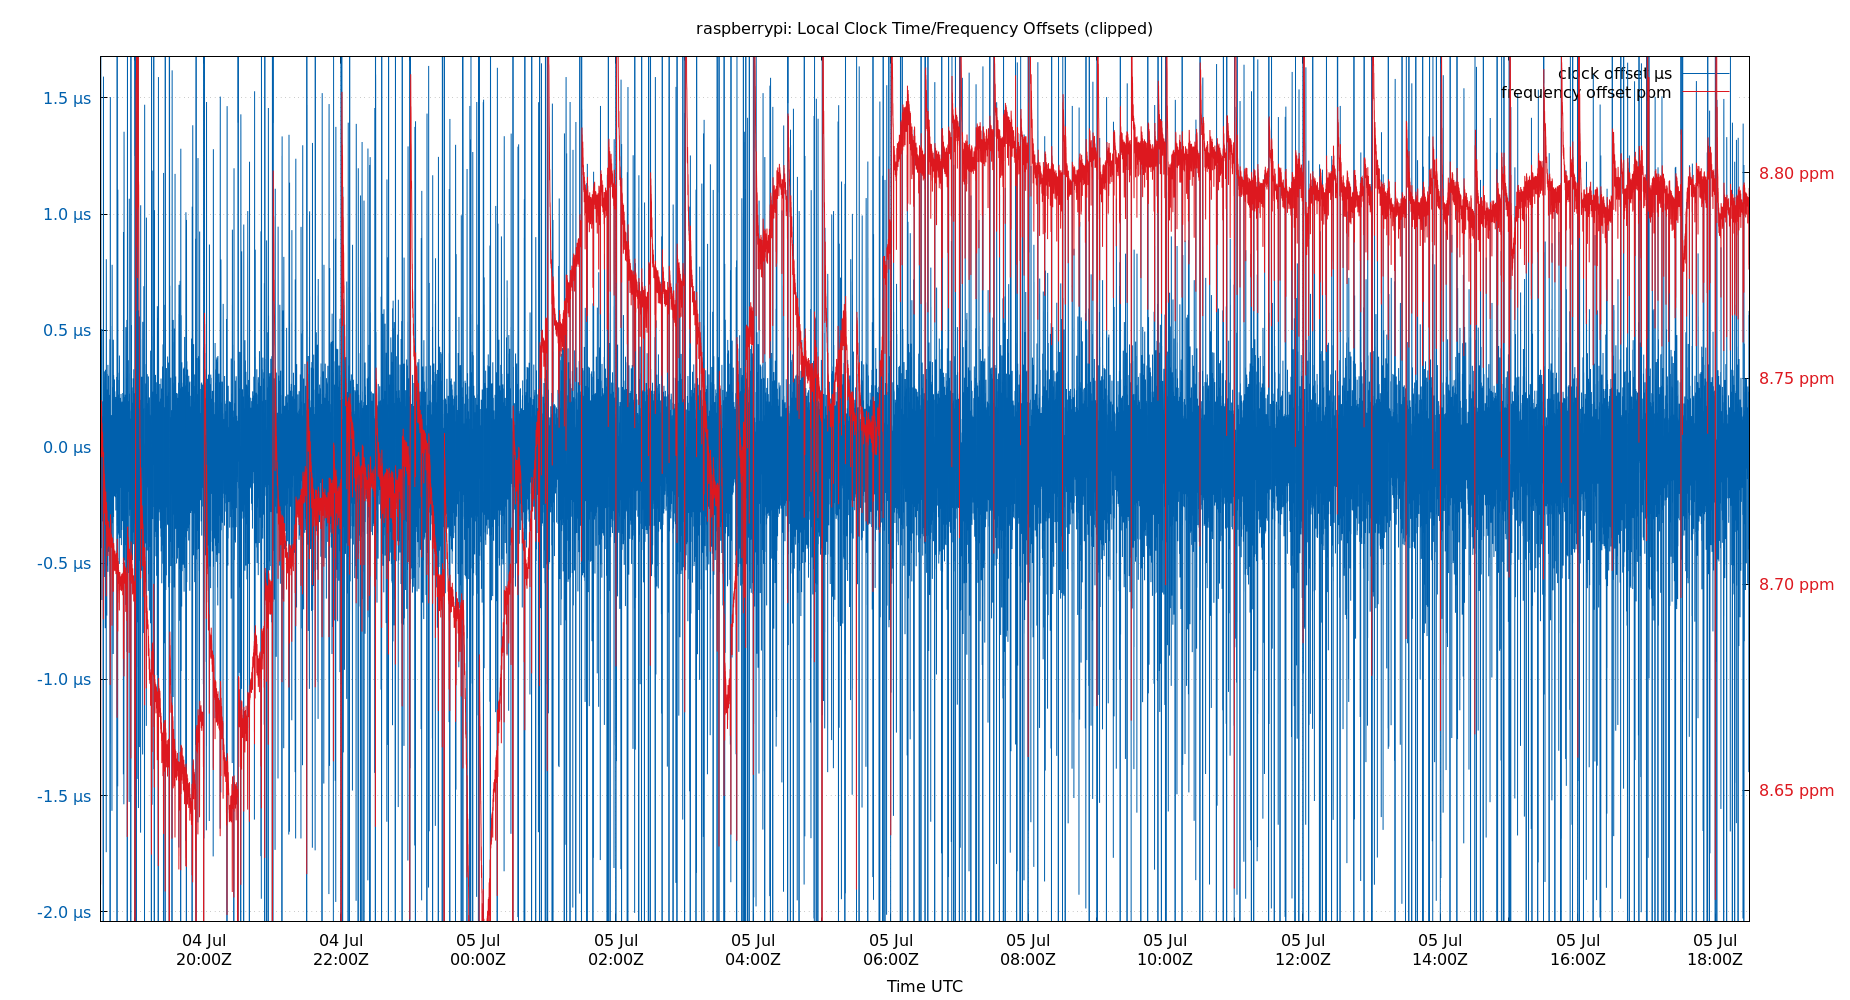 raspberrypi: Local Clock Time/Frequency Offsets (clipped)
clock offset µs
frequency offset ppm
1.5 µs
1.0 µs
0.5 µs
0.0 µs
-0.5 µs
-1.0 µs
-1.5 µs
-2.0 µs
8.80 ppm
8.75 ppm
8.70 ppm
8.65 ppm
04 Jul 04 Jul 05 Jul 05 Jul 05 Jul 05 Jul 05 Jul 05 Jul 05 Jul 05 Jul 05 Jul 05 Jul
20:00Z 22:00Z 00:00Z 02:00Z 04:00Z 06:00Z 08:00Z 10:00Z 12:00Z 14:00Z 16:00Z 18:00Z
Time UTC